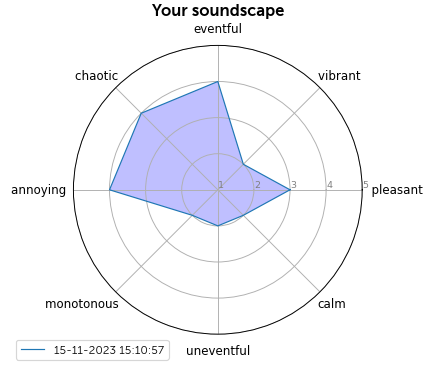 Your soundscape
eventful
chaotic
vibrant
annoying
1 2 3 4 5
pleasant
monotonous
calm
uneventful
15-11-2023 15:10:57